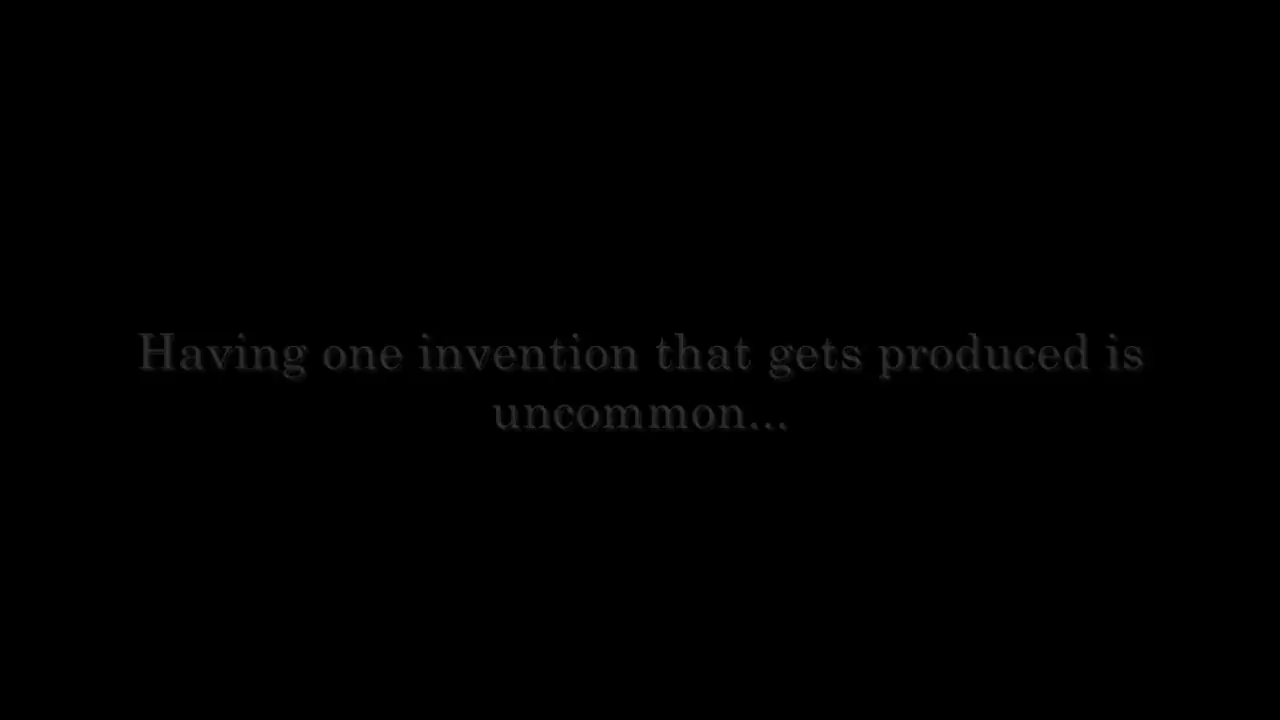 Having one invention that gets produced is
uncommon...